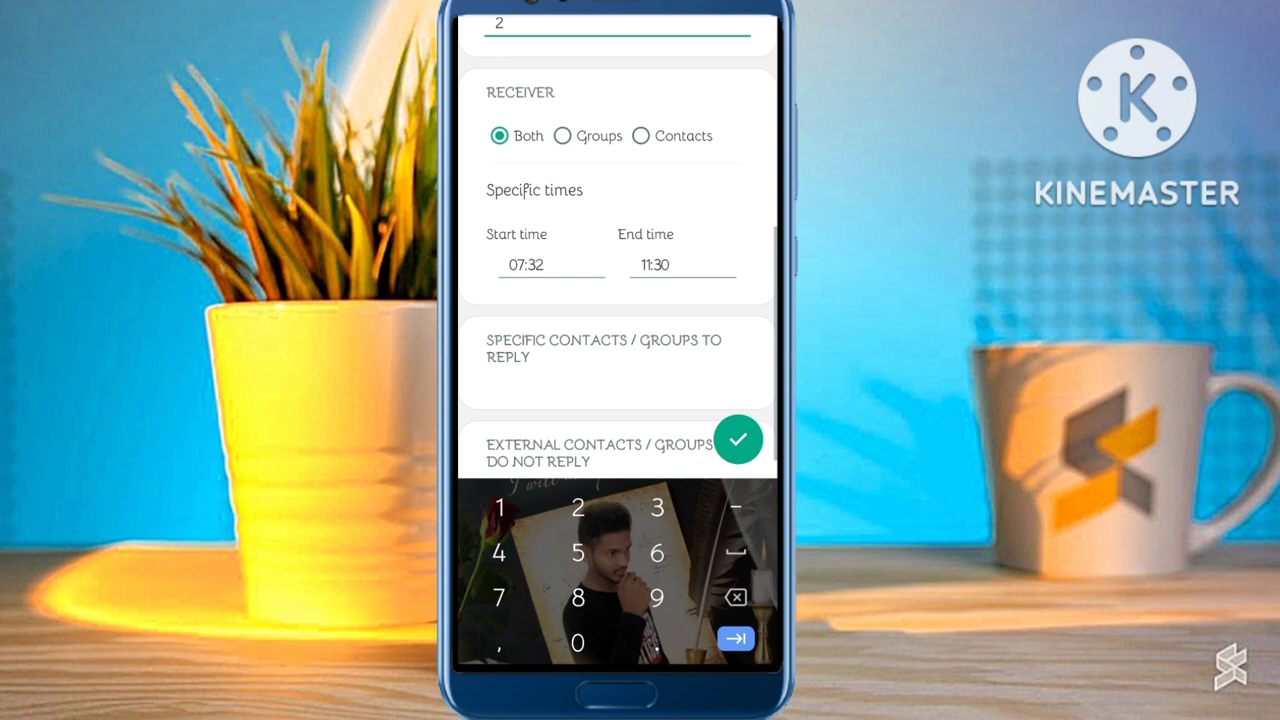 2
RECEIVER
Both Groups Contacts
Specific times
Start time End time
07:32 11:30
SPECIFIC CONTACTS / GROUPS TO
REPLY
EXTERNAL CONTACTS / GROUPS
DO NOT REPLY
I will
1 2 3 -
4 5 6
7 8 9
, 0 .
K
KINEMASTER